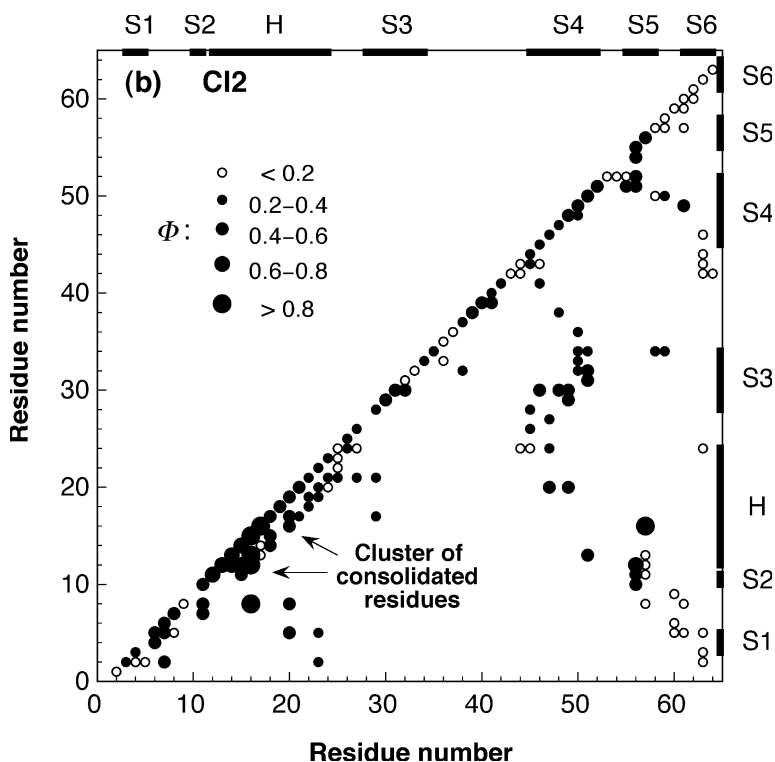 S1 S2 H S3 S4 S5 S6
(b) CI2
Φ:
< 0.2
0.2–0.4
0.4–0.6
0.6–0.8
> 0.8
Cluster of
consolidated
residues
60
50
40
30
20
10
0
Residue number
0 10 20 30 40 50 60
Residue number
S6
S5
S4
S3
H
S2
S1